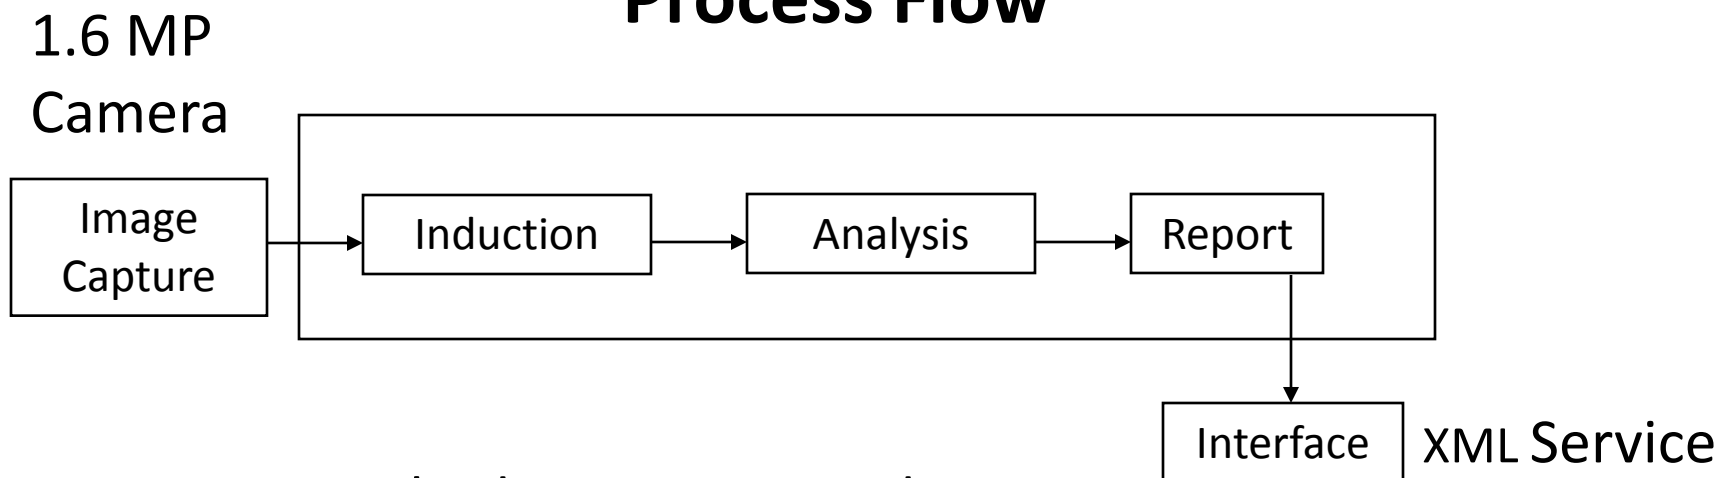 Process Flow
1.6 MP
Camera
Image
Capture
Induction
Analysis
Report
Interface
XML Service